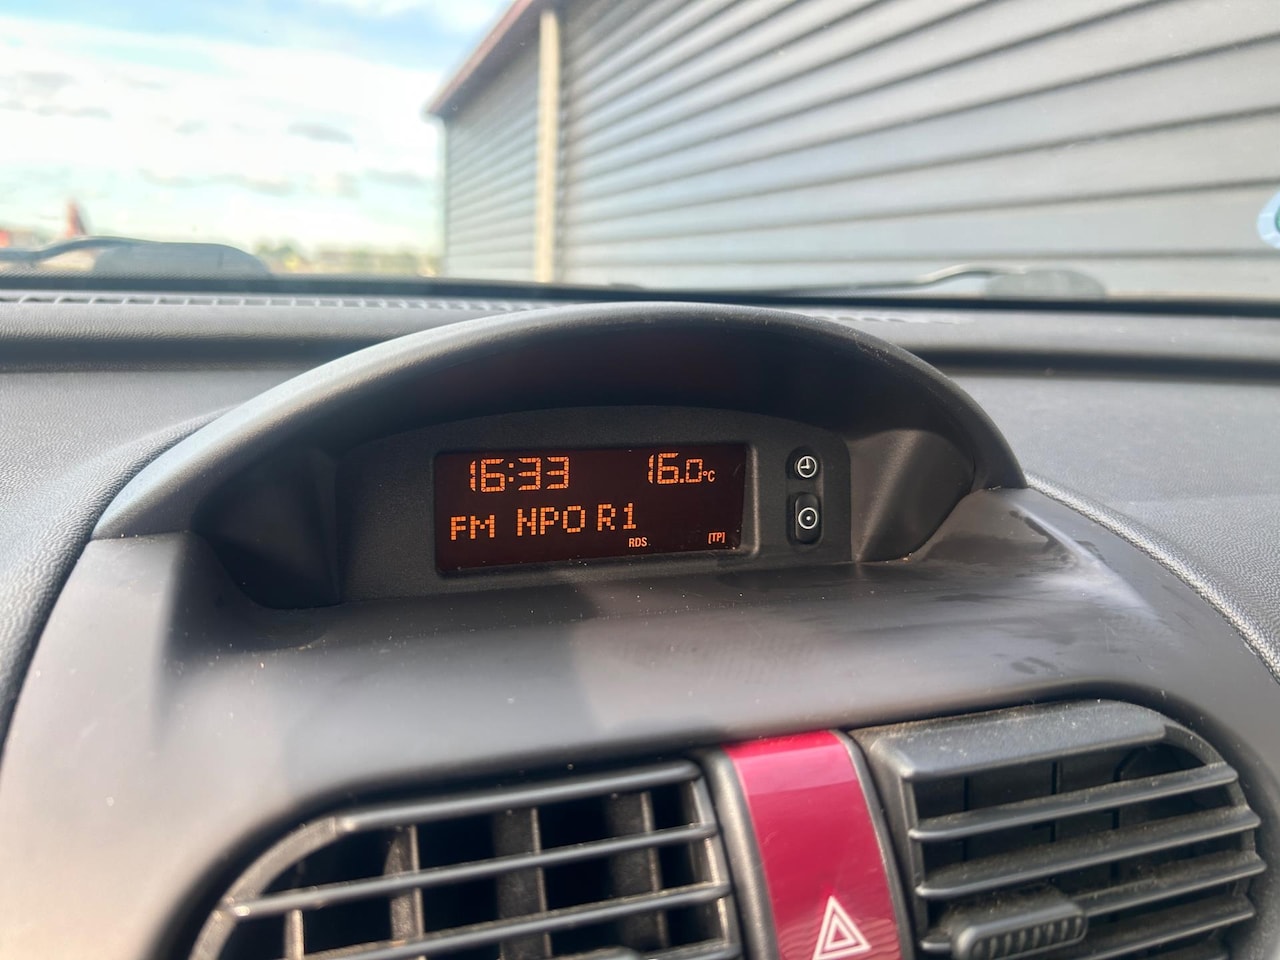 16:33 16.0°C
FM NPO R1
RDS [TP]